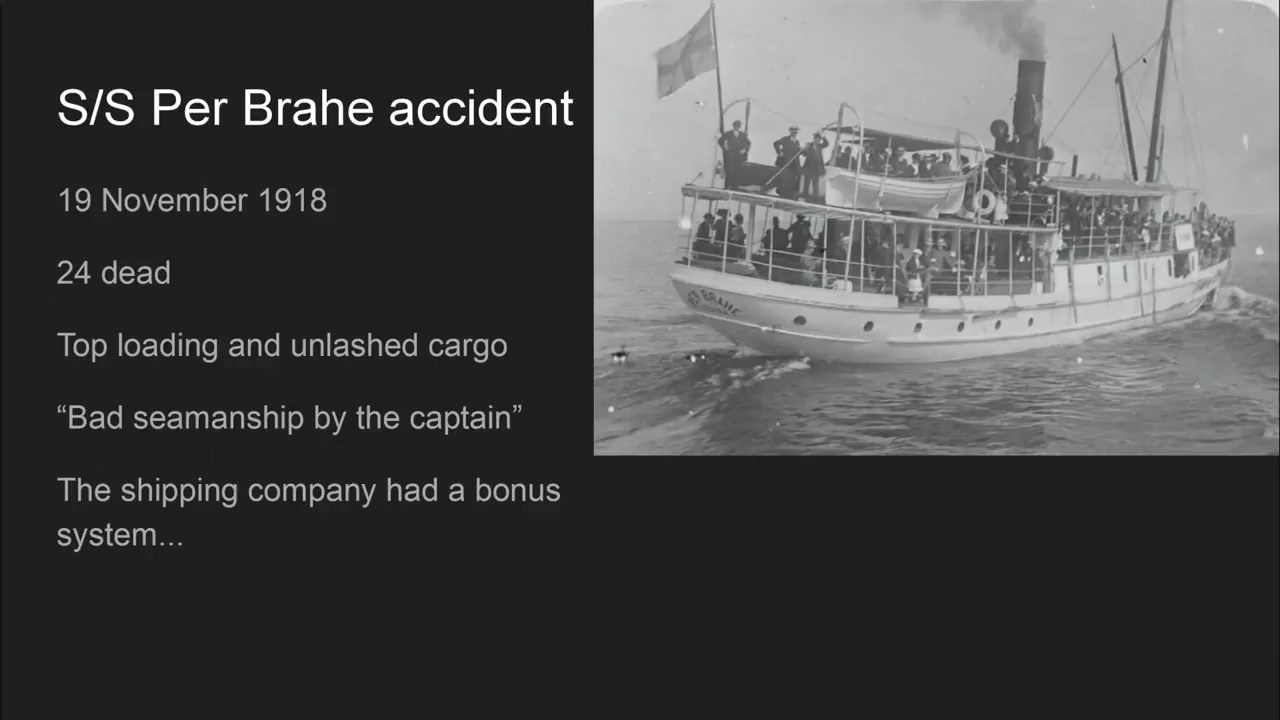 S/S Per Brahe accident
19 November 1918
24 dead
Top loading and unlashed cargo
“Bad seamanship by the captain”
The shipping company had a bonus
system...
BRAHE